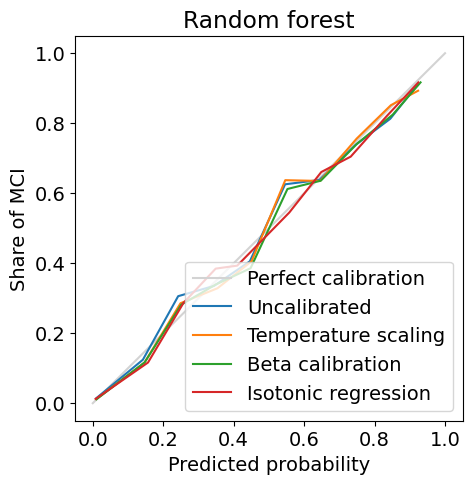 Random forest
Share of MCI
1.0
0.8
0.6
0.4
0.2
0.0
Perfect calibration
Uncalibrated
Temperature scaling
Beta calibration
Isotonic regression
0.0 0.2 0.4 0.6 0.8 1.0
Predicted probability